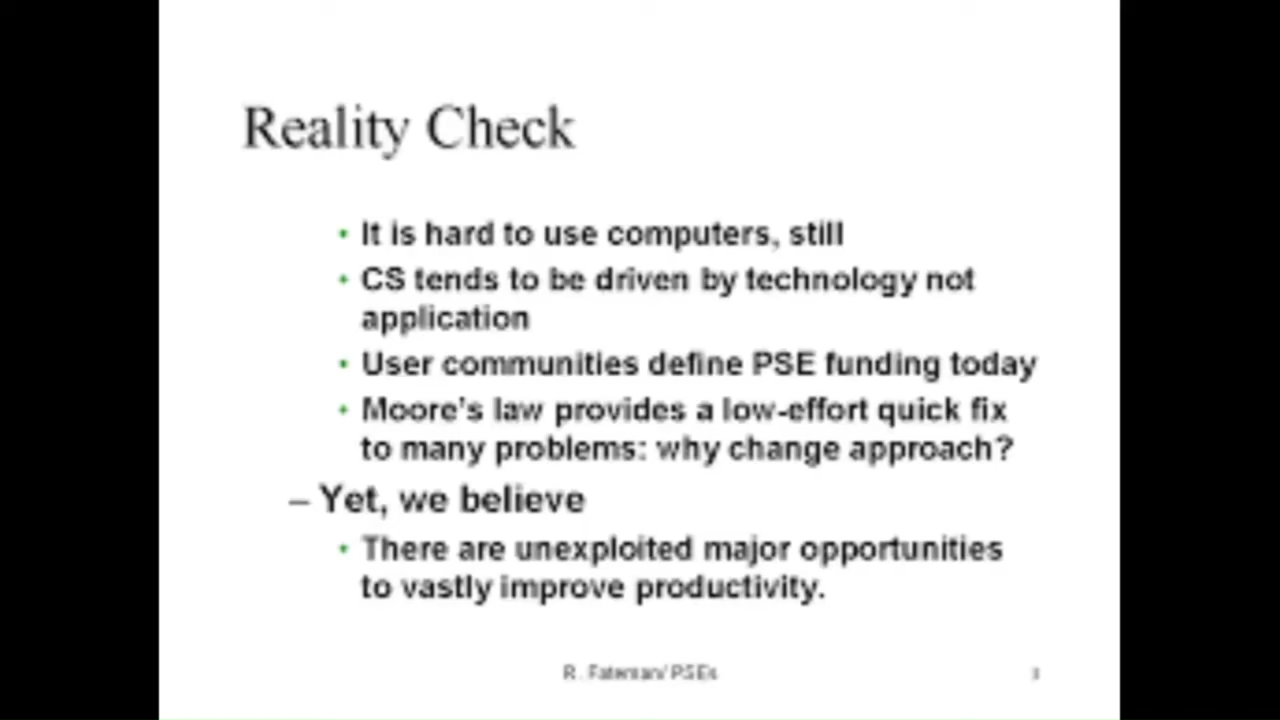 Reality Check
• It is hard to use computers, still
• CS tends to be driven by technology not
application
• User communities define PSE funding today
• Moore's law provides a low-effort quick fix
to many problems: why change approach?
– Yet, we believe
• There are unexploited major opportunities
to vastly improve productivity.
R. Fateman/ PSEs